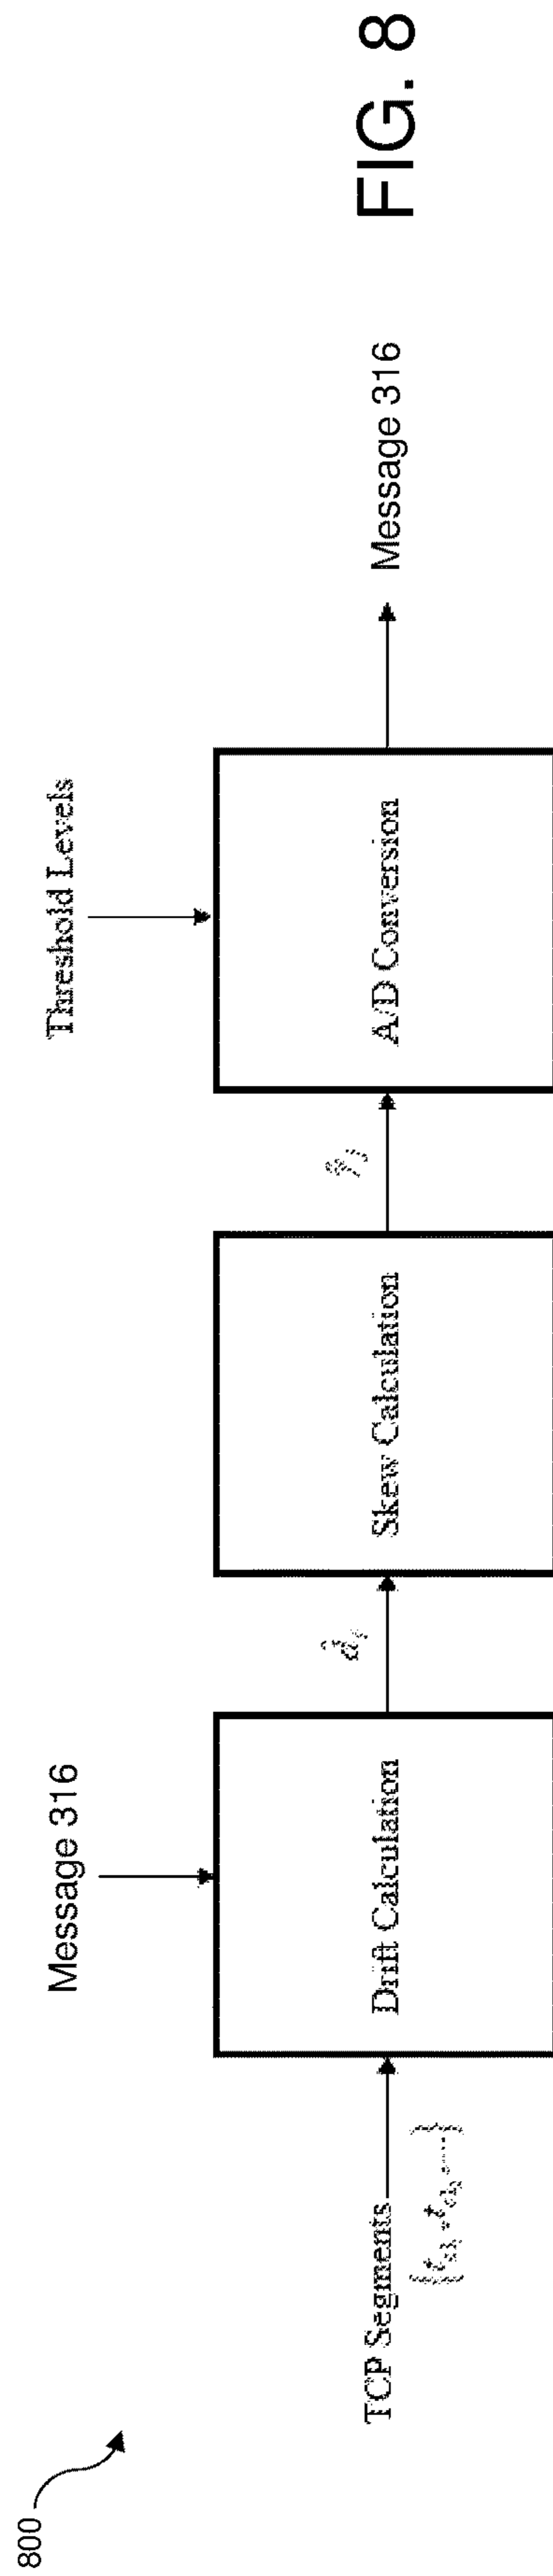 800
Message 316
Threshold Levels
TCP Segments
Drift Calculation
Skew Calculation
A/D Conversion
Message 316
FIG. 8